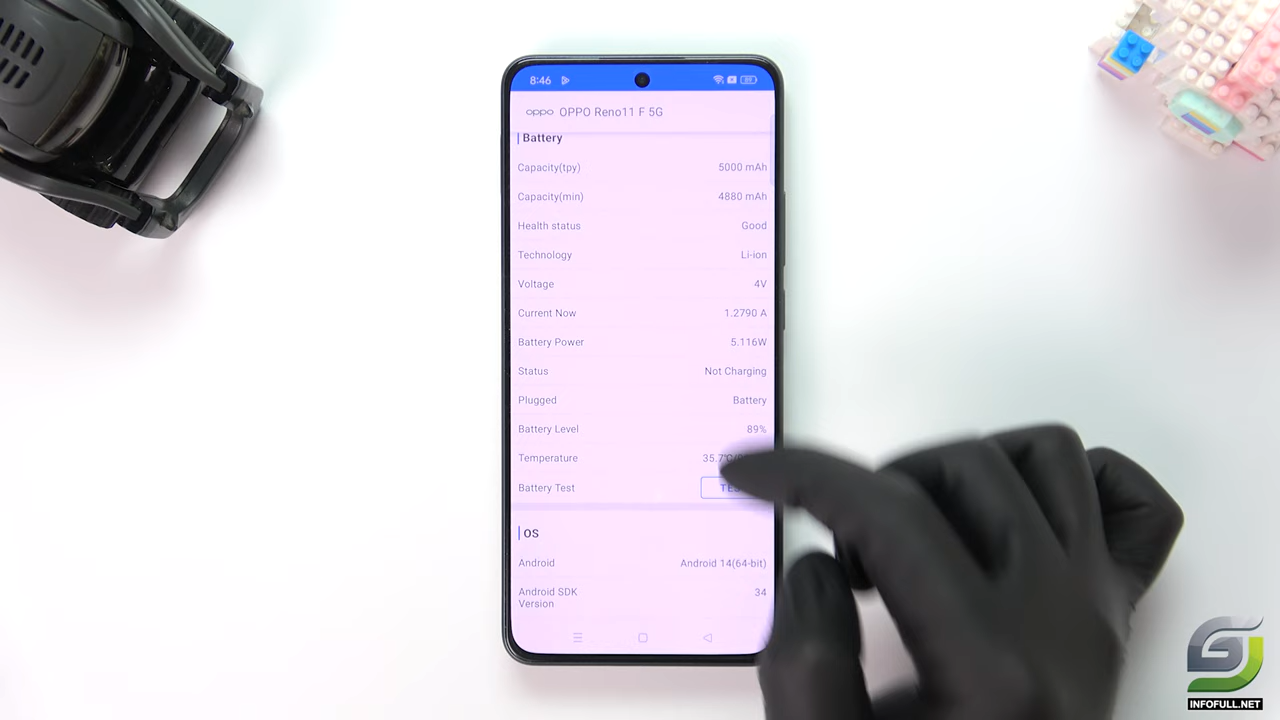 8:46
oppo OPPO Reno11 F 5G
Battery
Capacity(tpy) 5000 mAh
Capacity(min) 4880 mAh
Health status Good
Technology Li-ion
Voltage 4V
Current Now 1.2790 A
Battery Power 5.116W
Status Not Charging
Plugged Battery
Battery Level 89%
Temperature
Battery Test
OS
Android Android 14(64-bit)
Android SDK 34
Version
INFOFULL.NET